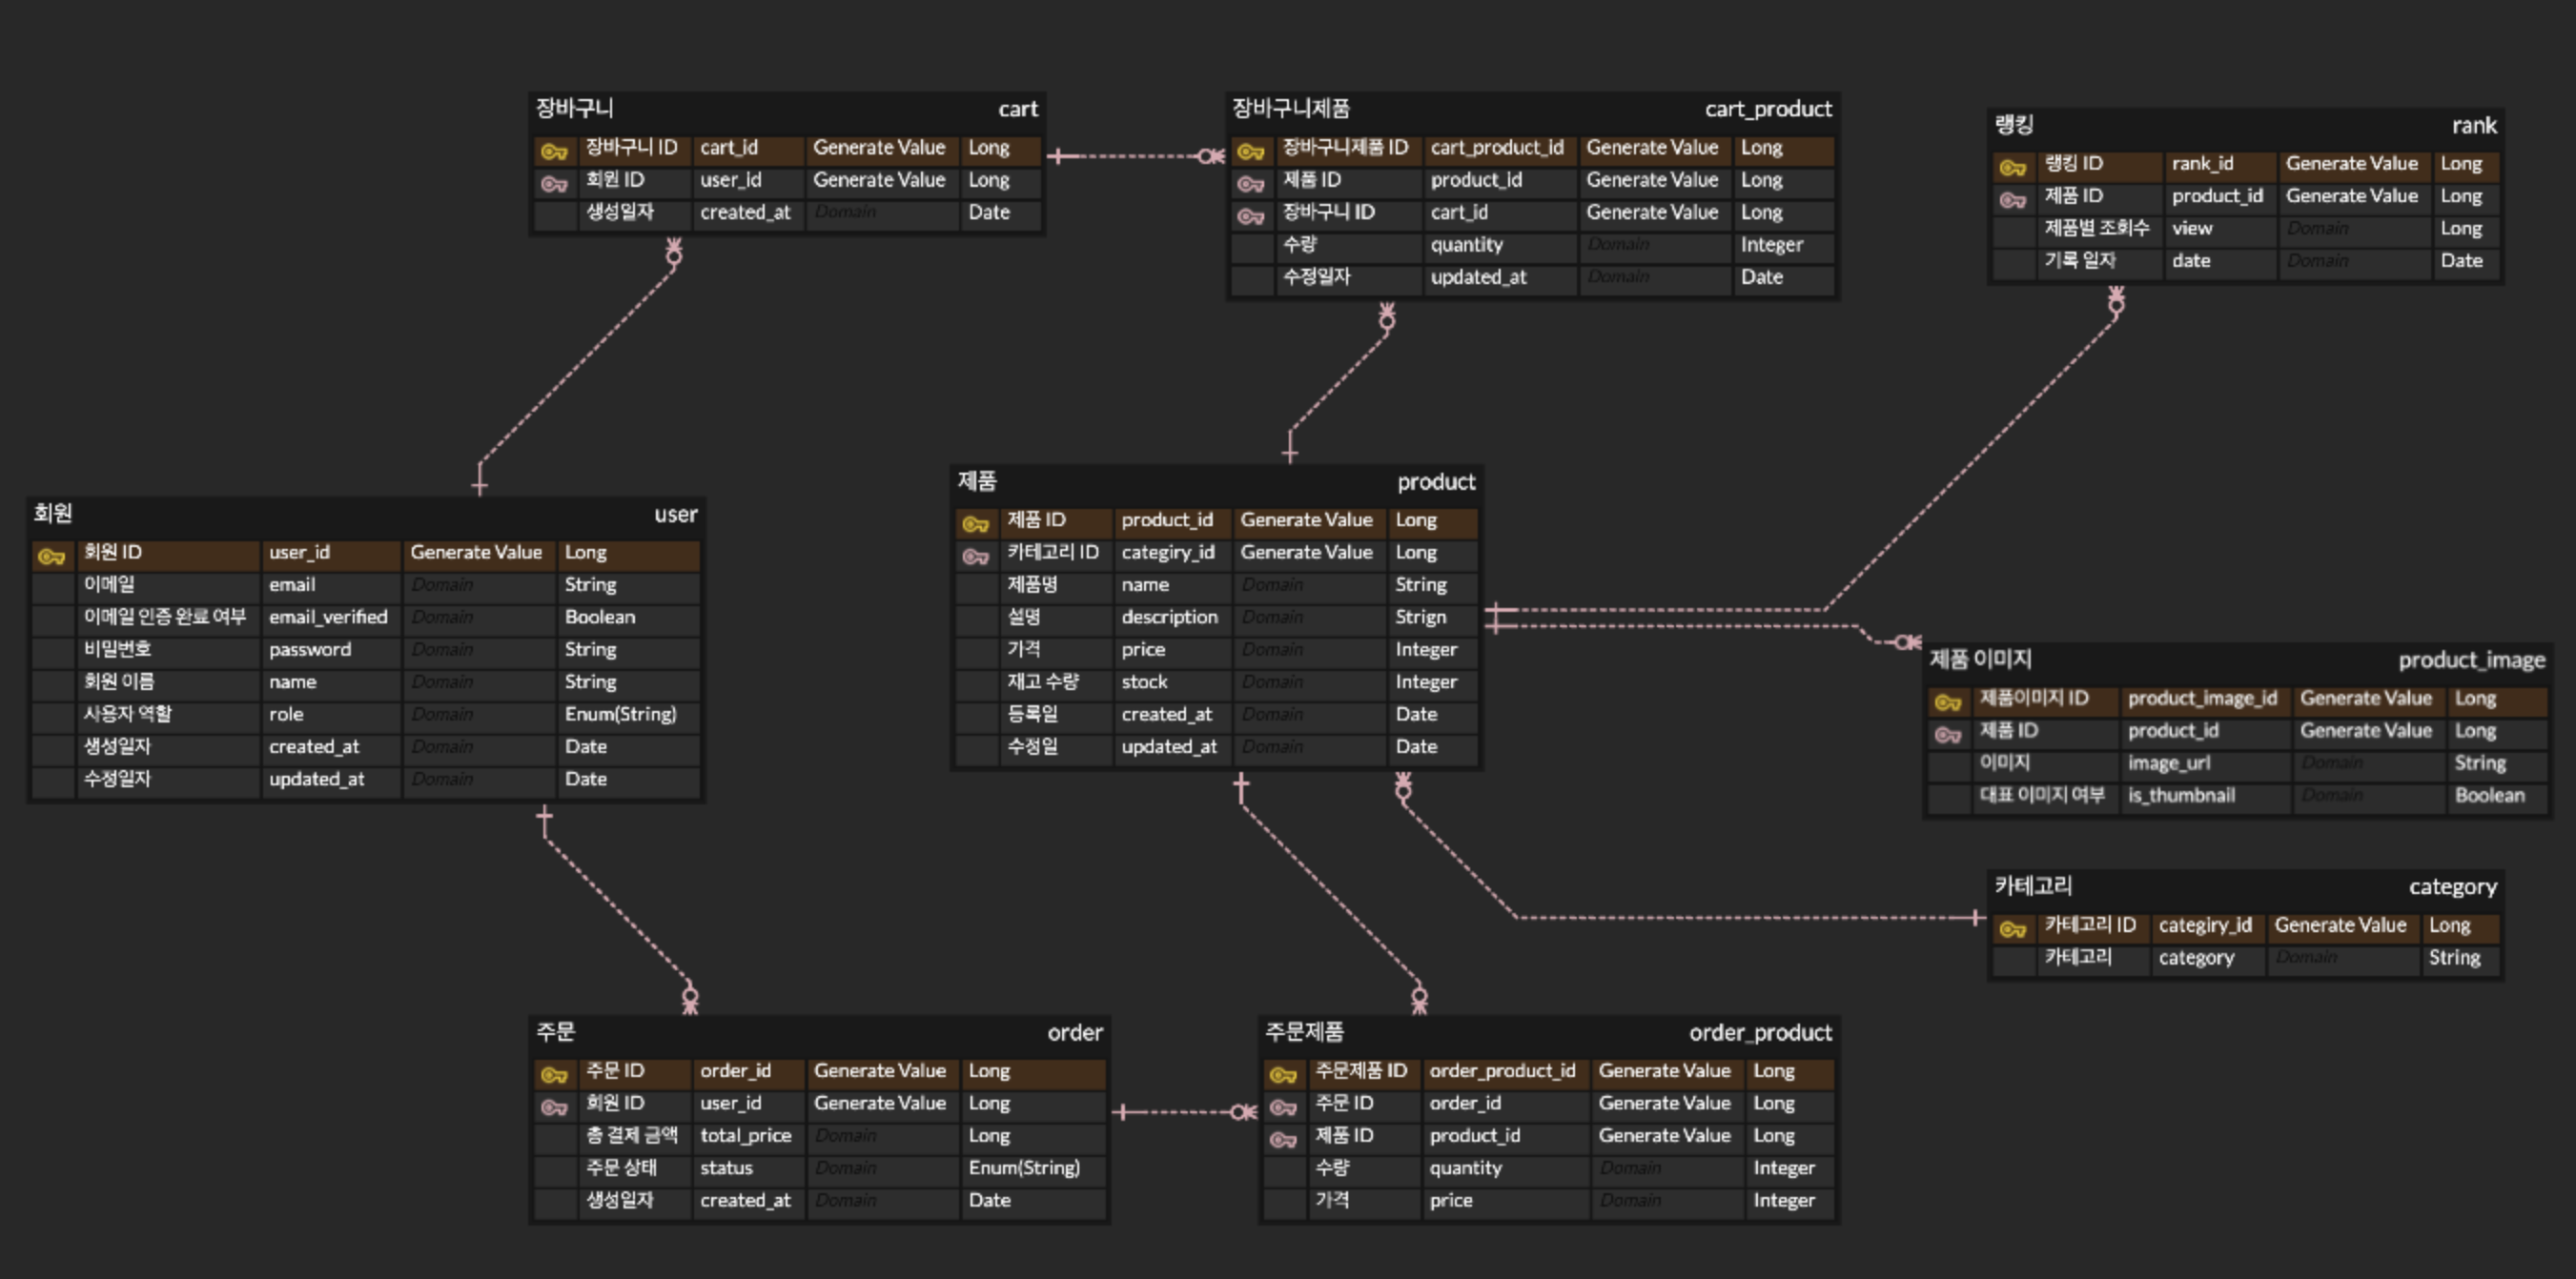 장바구니 cart
장바구니 ID cart_id Generate Value Long
회원 ID user_id Generate Value Long
생성일자 created_at Domain Date
장바구니제품 cart_product
장바구니제품 ID cart_product_id Generate Value Long
제품 ID product_id Generate Value Long
장바구니 ID cart_id Generate Value Long
수량 quantity Domain Integer
수정일자 updated_at Domain Date
랭킹 rank
랭킹 ID rank_id Generate Value Long
제품 ID product_id Generate Value Long
제품별 조회수 view Domain Long
기록 일자 date Domain Date
회원 user
회원 ID user_id Generate Value Long
이메일 email Domain String
이메일 인증 완료 여부 email_verified Domain Boolean
비밀번호 password Domain String
회원 이름 name Domain String
사용자 역할 role Domain Enum(String)
생성일자 created_at Domain Date
수정일자 updated_at Domain Date
제품 product
제품 ID product_id Generate Value Long
카테고리 ID categiry_id Generate Value Long
제품명 name Domain String
설명 description Domain Strign
가격 price Domain Integer
재고 수량 stock Domain Integer
등록일 created_at Domain Date
수정일 updated_at Domain Date
제품 이미지 product_image
제품이미지 ID product_image_id Generate Value Long
제품 ID product_id Generate Value Long
이미지 image_url Domain String
대표 이미지 여부 is_thumbnail Domain Boolean
카테고리 category
카테고리 ID categiry_id Generate Value Long
카테고리 category Domain String
주문 order
주문 ID order_id Generate Value Long
회원 ID user_id Generate Value Long
총 결제 금액 total_price Domain Long
주문 상태 status Domain Enum(String)
생성일자 created_at Domain Date
주문제품 order_product
주문제품 ID order_product_id Generate Value Long
주문 ID order_id Generate Value Long
제품 ID product_id Generate Value Long
수량 quantity Domain Integer
가격 price Domain Integer